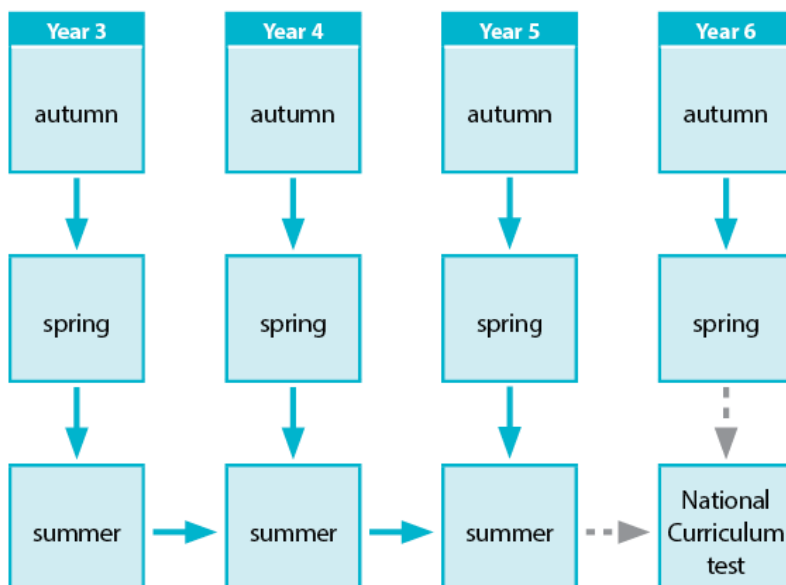 Year 3
Year 4
Year 5
Year 6
autumn
autumn
autumn
autumn
spring
spring
spring
spring
summer
summer
summer
National
Curriculum
test